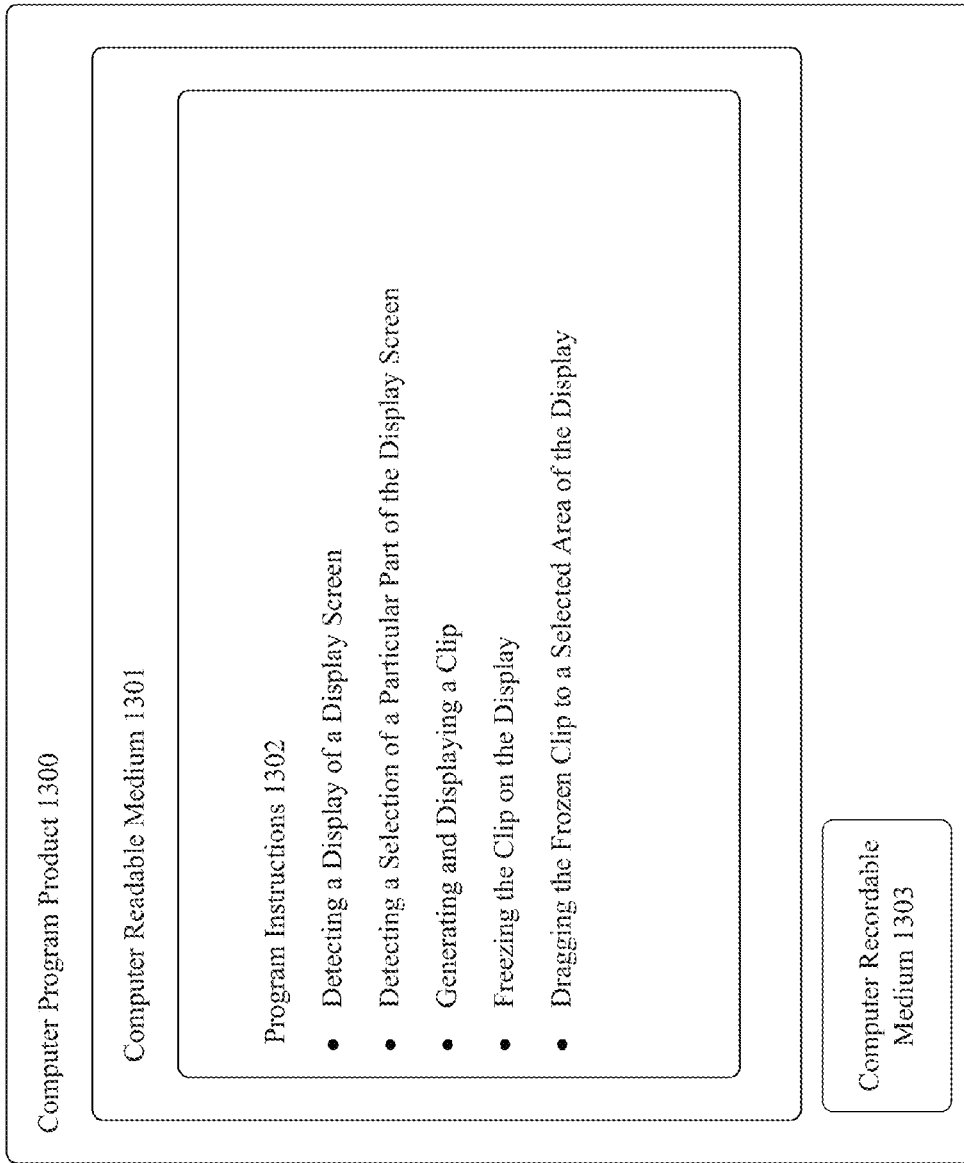 Computer Program Product 1300
Computer Readable Medium 1301
Program Instructions 1302
• Detecting a Display of a Display Screen
• Detecting a Selection of a Particular Part of the Display Screen
• Generating and Displaying a Clip
• Freezing the Clip on the Display
• Dragging the Frozen Clip to a Selected Area of the Display
Computer Recordable
Medium 1303